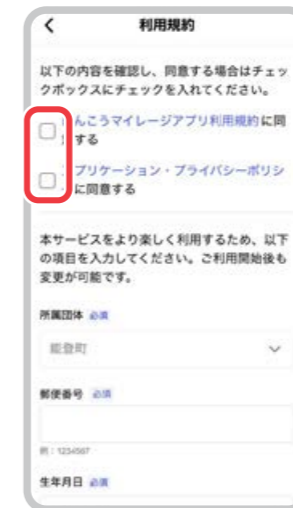 利用規約
以下の内容を確認し、同意する場合はチェッ
クボックスにチェックを入れてください。
んこうマイレージアプリ利用規約に同
する
プリケーション・プライバシーポリシ
に同意する
本サービスをより楽しく利用するため、以下
の項目を入力してください。ご利用開始後も
変更が可能です。
所属団体 必須
能登町
郵便番号 必須
例：1234567
生年月日 必須